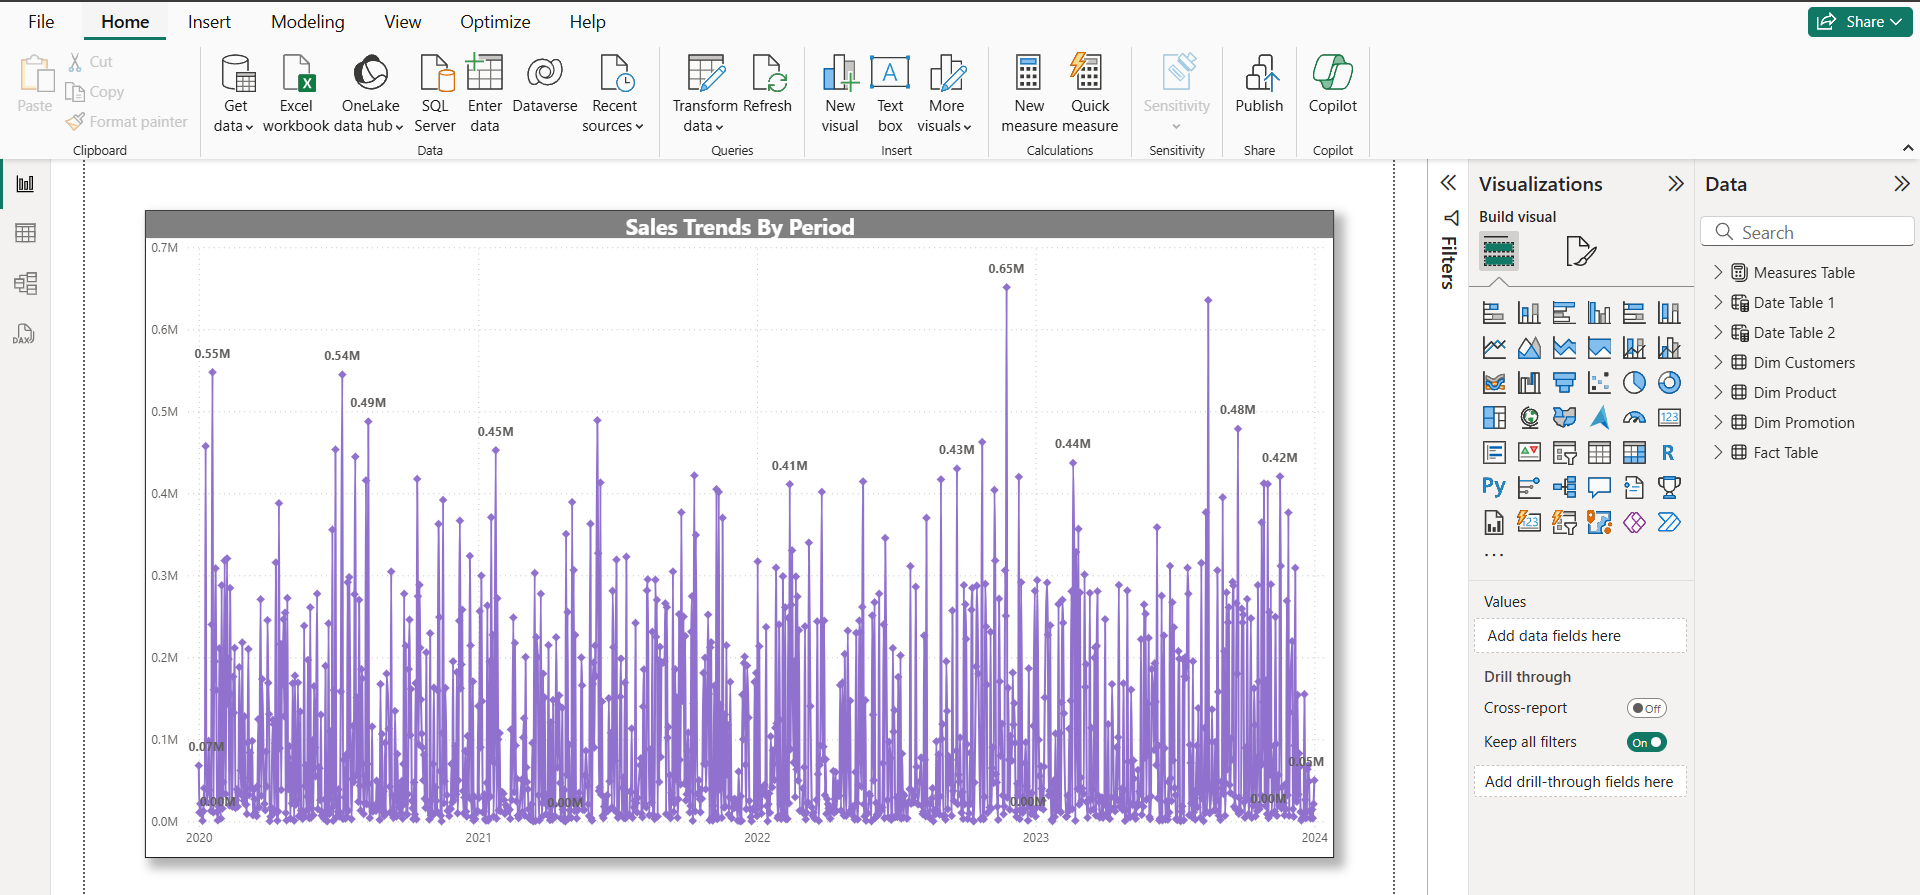 File Home Insert Modeling View Optimize Help
Share
Paste
Cut
Copy
Format painter
Clipboard
Get data
Excel workbook
OneLake data hub
SQL Server
Enter data
Dataverse
Recent sources
Data
Transform data
Refresh
Queries
New visual
Text box
More visuals
Insert
New measure
Quick measure
Calculations
Sensitivity
Sensitivity
Publish
Share
Copilot
Copilot
DAX
Sales Trends By Period
0.7M
0.6M
0.5M
0.4M
0.3M
0.2M
0.1M
0.0M
0.55M
0.54M
0.49M
0.45M
0.41M
0.43M
0.65M
0.44M
0.48M
0.42M
0.07M
0.00M
0.00M
0.00M
0.00M
0.05M
2020 2021 2022 2023 2024
Filters
Visualizations
Build visual
123
R
Py
123
...
Values
Add data fields here
Drill through
Cross-report
Off
Keep all filters
On
Add drill-through fields here
Data
Search
Measures Table
Date Table 1
Date Table 2
Dim Customers
Dim Product
Dim Promotion
Fact Table